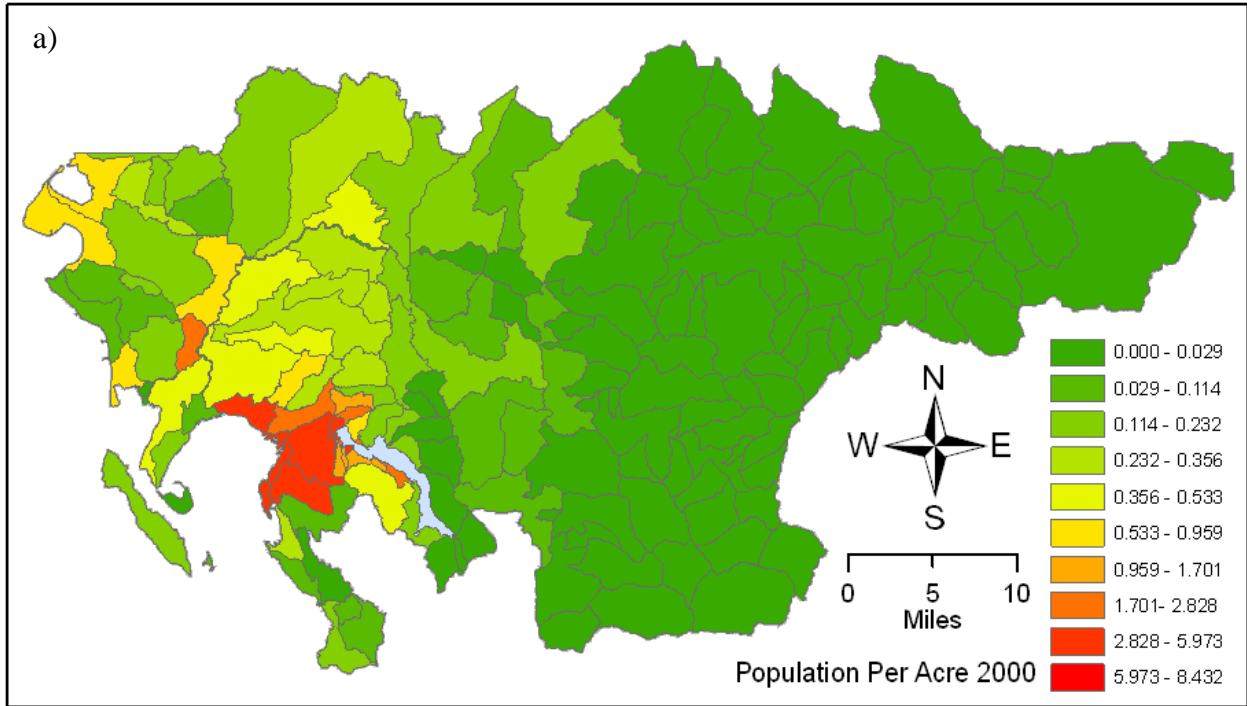 a)
0.000 - 0.029
0.029 - 0.114
0.114 - 0.232
0.232 - 0.356
0.356 - 0.533
0.533 - 0.959
0.959 - 1.701
1.701- 2.828
2.828 - 5.973
5.973 - 8.432
N
W E
S
0 5 10
Miles
Population Per Acre 2000